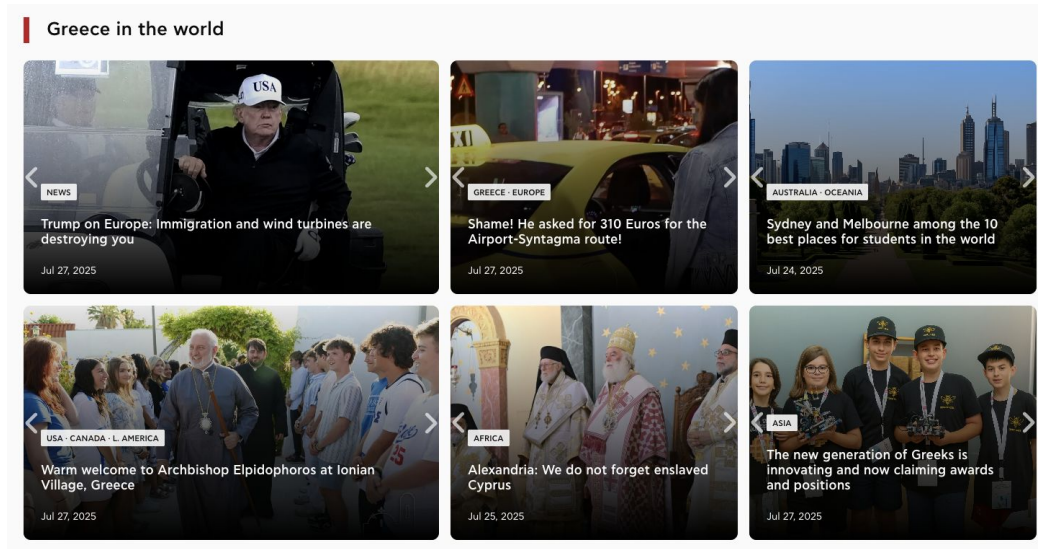 Greece in the world
USA
NEWS
Trump on Europe: Immigration and wind turbines are
destroying you
Jul 27, 2025
XI
GREECE · EUROPE
Shame! He asked for 310 Euros for the
Airport-Syntagma route!
Jul 27, 2025
AUSTRALIA · OCEANIA
Sydney and Melbourne among the 10
best places for students in the world
Jul 24, 2025
USA · CANADA · L. AMERICA
Warm welcome to Archbishop Elpidophoros at Ionian
Village, Greece
Jul 27, 2025
AFRICA
Alexandria: We do not forget enslaved
Cyprus
Jul 25, 2025
ASIA
The new generation of Greeks is
innovating and now claiming awards
and positions
Jul 27, 2025